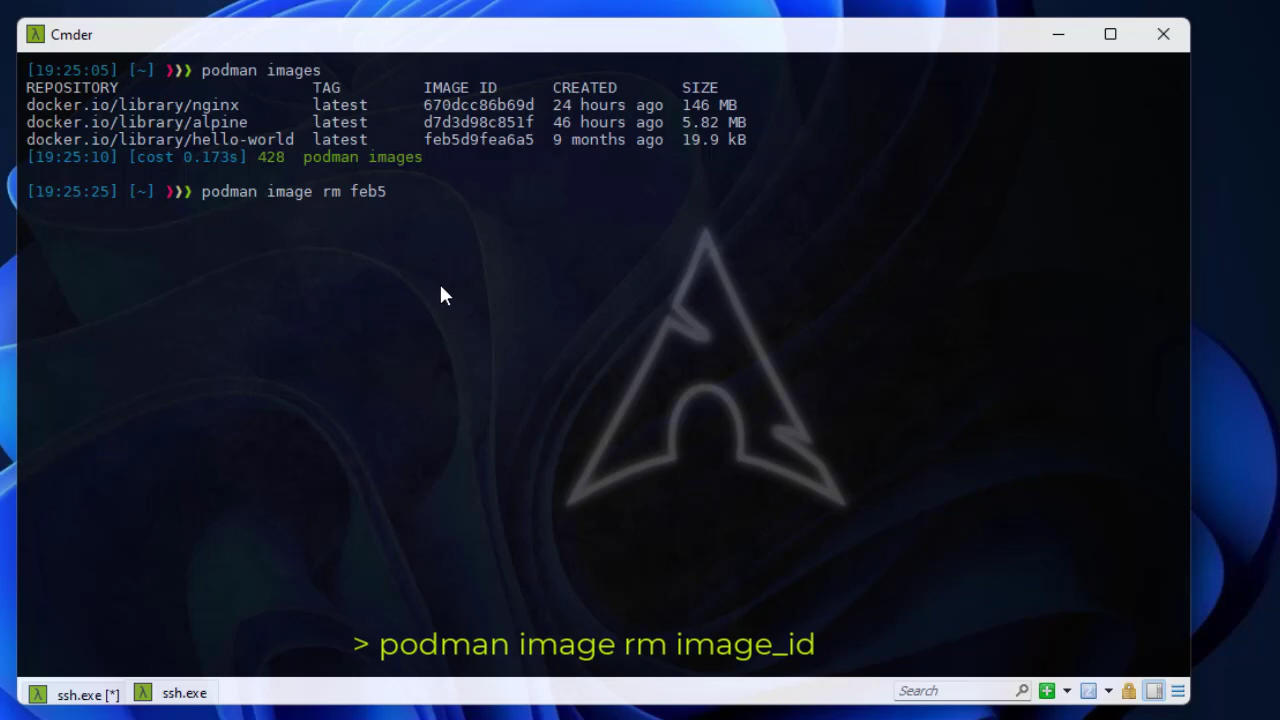 Cmder
[19:25:05] [~] ❯❯❯ podman images
REPOSITORY TAG IMAGE ID CREATED SIZE
docker.io/library/nginx latest 670dcc86b69d 24 hours ago 146 MB
docker.io/library/alpine latest d7d3d98c851f 46 hours ago 5.82 MB
docker.io/library/hello-world latest feb5d9fea6a5 9 months ago 19.9 kB
[19:25:10] [cost 0.173s] 428 podman images
[19:25:25] [~] ❯❯❯ podman image rm feb5
> podman image rm image_id
ssh.exe [*] ssh.exe Search